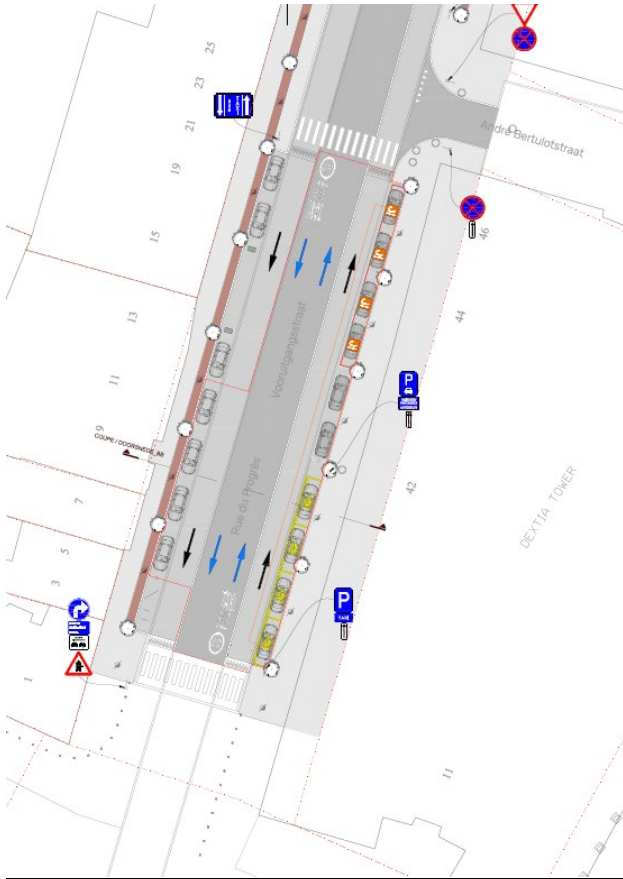 25
23
21
19
15
13
11
9
7
5
3
1
André Bertulotstraat
46
44
42
11
Vooruitgangsstraat
Rue du Progrès
COUPE / DOORSNEDE_BB
DEXTIA TOWER
P
P
TAXI